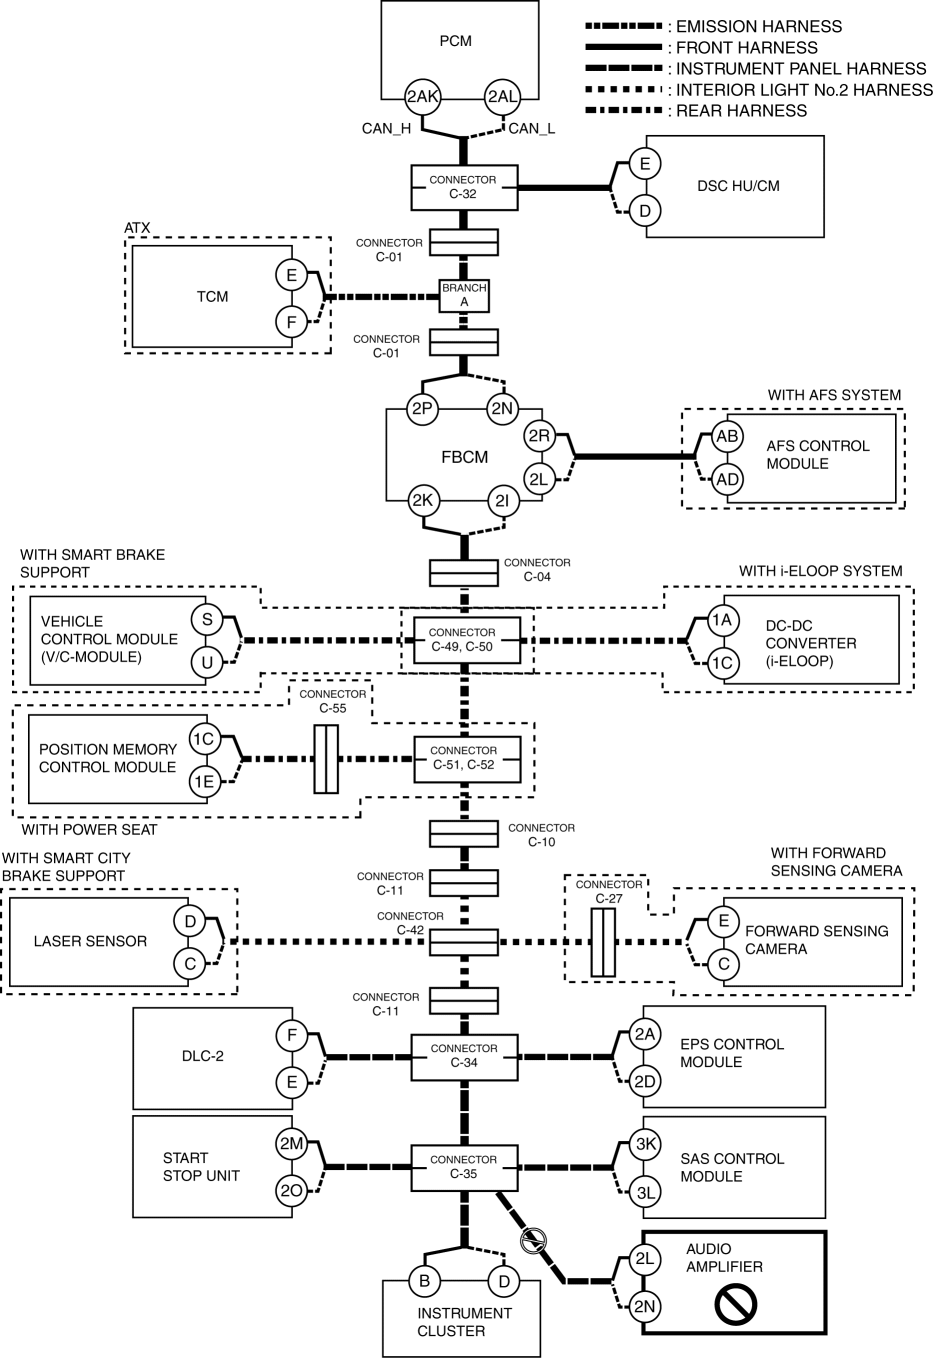 PCM
2AK
2AL
CAN_H
CAN_L
: EMISSION HARNESS
: FRONT HARNESS
: INSTRUMENT PANEL HARNESS
: INTERIOR LIGHT No.2 HARNESS
: REAR HARNESS
CONNECTOR
C-32
E
D
DSC HU/CM
CONNECTOR
C-01
ATX
TCM
E
F
BRANCH
A
CONNECTOR
C-01
2P
2N
FBCM
2R
2L
2K
2I
WITH AFS SYSTEM
AB
AD
AFS CONTROL
MODULE
CONNECTOR
C-04
WITH SMART BRAKE
SUPPORT
VEHICLE
CONTROL MODULE
(V/C-MODULE)
S
U
CONNECTOR
C-49, C-50
WITH i-ELOOP SYSTEM
1A
1C
DC-DC
CONVERTER
(i-ELOOP)
CONNECTOR
C-55
POSITION MEMORY
CONTROL MODULE
1C
1E
CONNECTOR
C-51, C-52
WITH POWER SEAT
CONNECTOR
C-10
WITH SMART CITY
BRAKE SUPPORT
CONNECTOR
C-11
WITH FORWARD
SENSING CAMERA
CONNECTOR
C-27
LASER SENSOR
D
C
CONNECTOR
C-42
E
C
FORWARD SENSING
CAMERA
CONNECTOR
C-11
DLC-2
F
E
CONNECTOR
C-34
2A
2D
EPS CONTROL
MODULE
START
STOP UNIT
2M
2O
CONNECTOR
C-35
3K
3L
SAS CONTROL
MODULE
2L
2N
AUDIO
AMPLIFIER
B
D
INSTRUMENT
CLUSTER